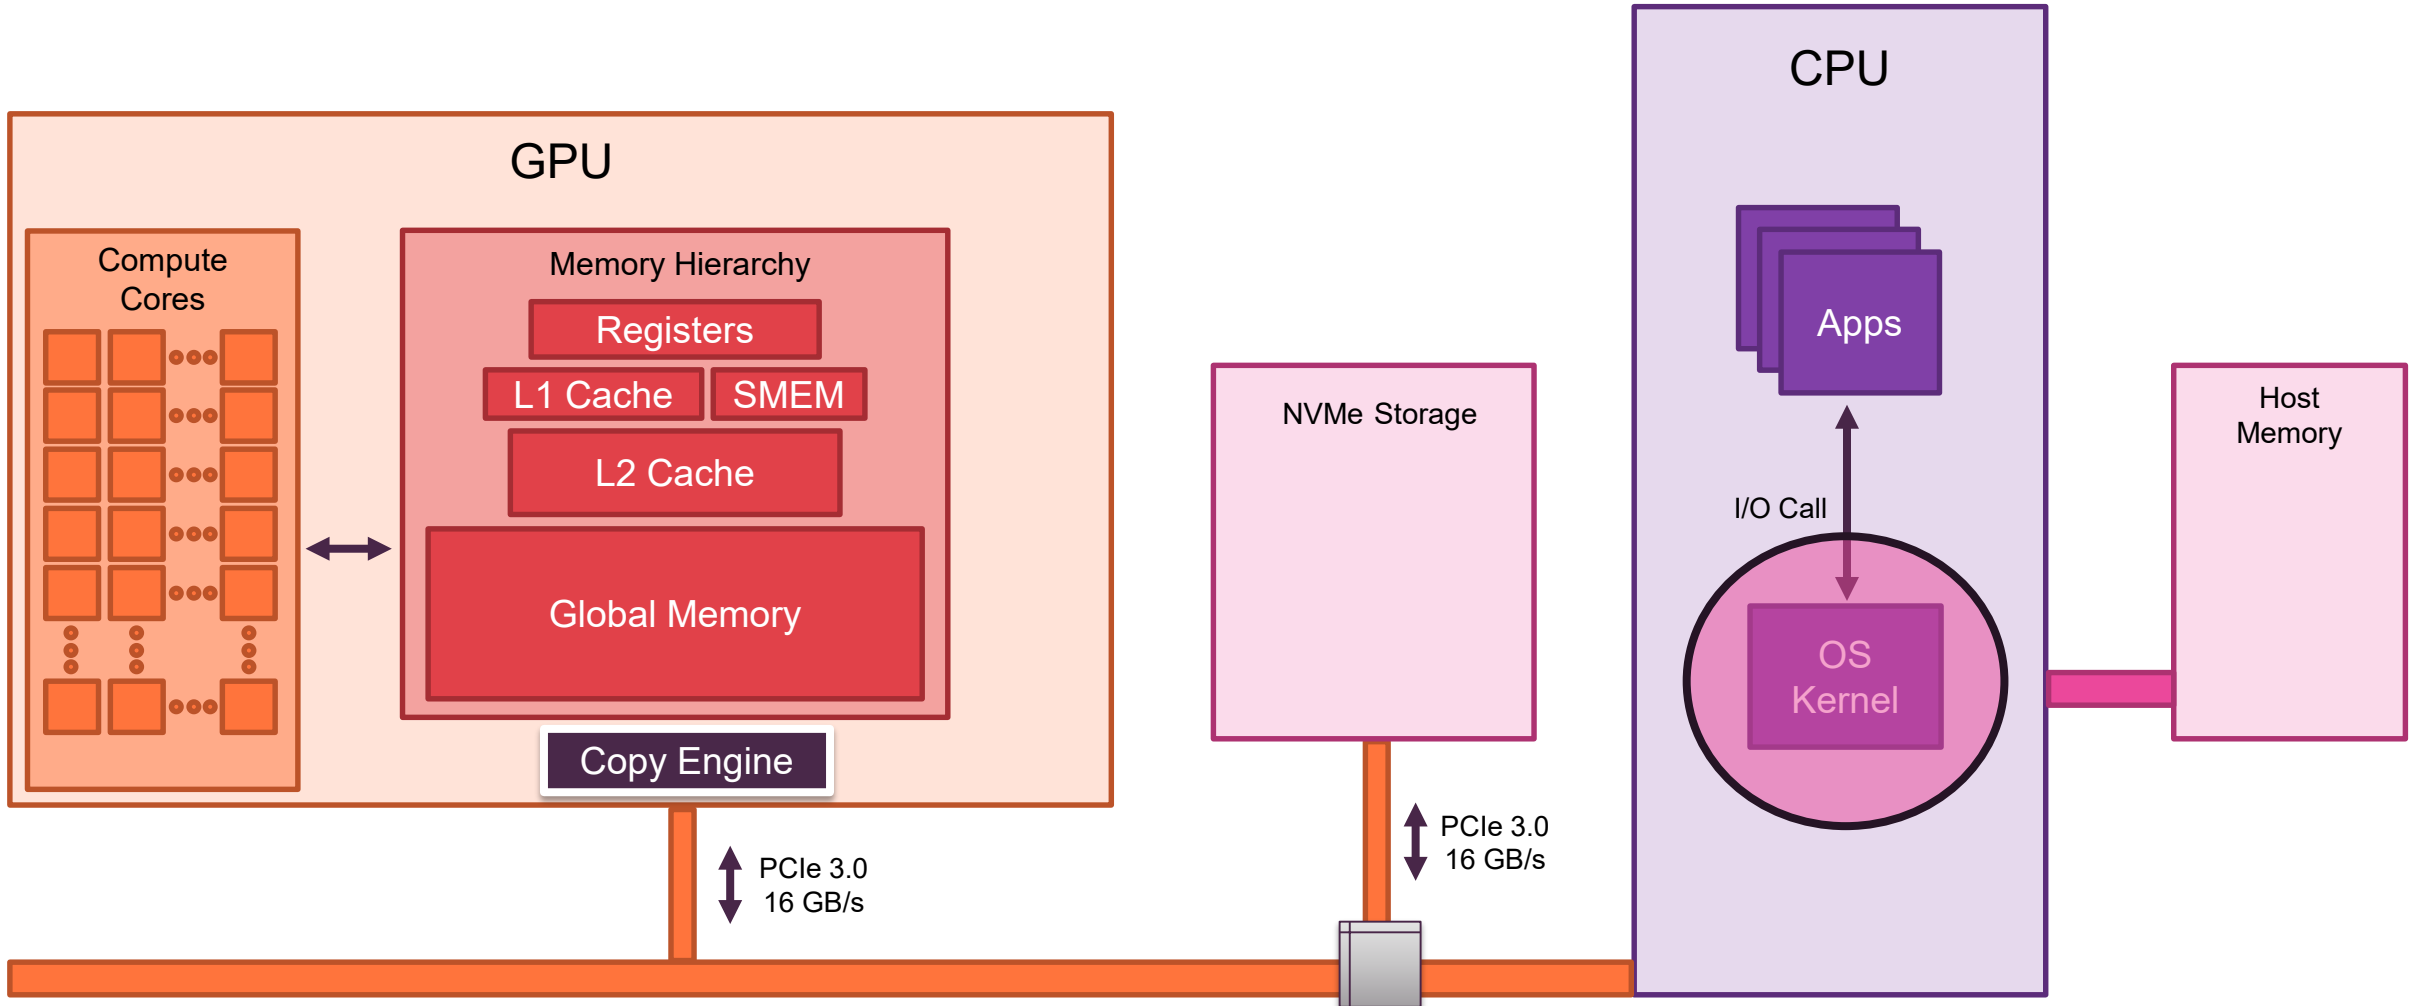 GPU
Compute
Cores
Memory Hierarchy
Registers
L1 Cache
SMEM
L2 Cache
Global Memory
Copy Engine
PCIe 3.0
16 GB/s
NVMe Storage
PCIe 3.0
16 GB/s
CPU
Apps
I/O Call
OS
Kernel
Host
Memory